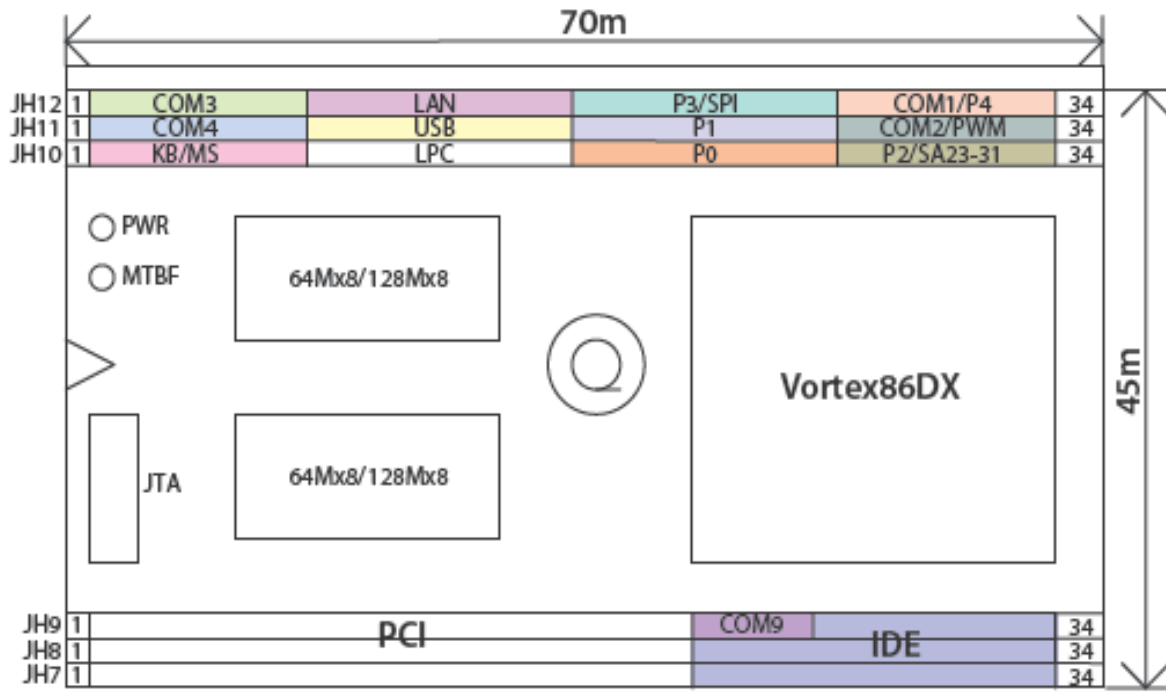 70m
JH12 1 COM3 LAN P3/SPI COM1/P4 34
JH11 1 COM4 USB P1 COM2/PWM 34
JH10 1 KB/MS LPC P0 P2/SA23-31 34
PWR
MTBF
64Mx8/128Mx8
Vortex86DX
45m
JTA
64Mx8/128Mx8
JH9 1 PCI COM9 IDE 34
JH8 1 34
JH7 1 34